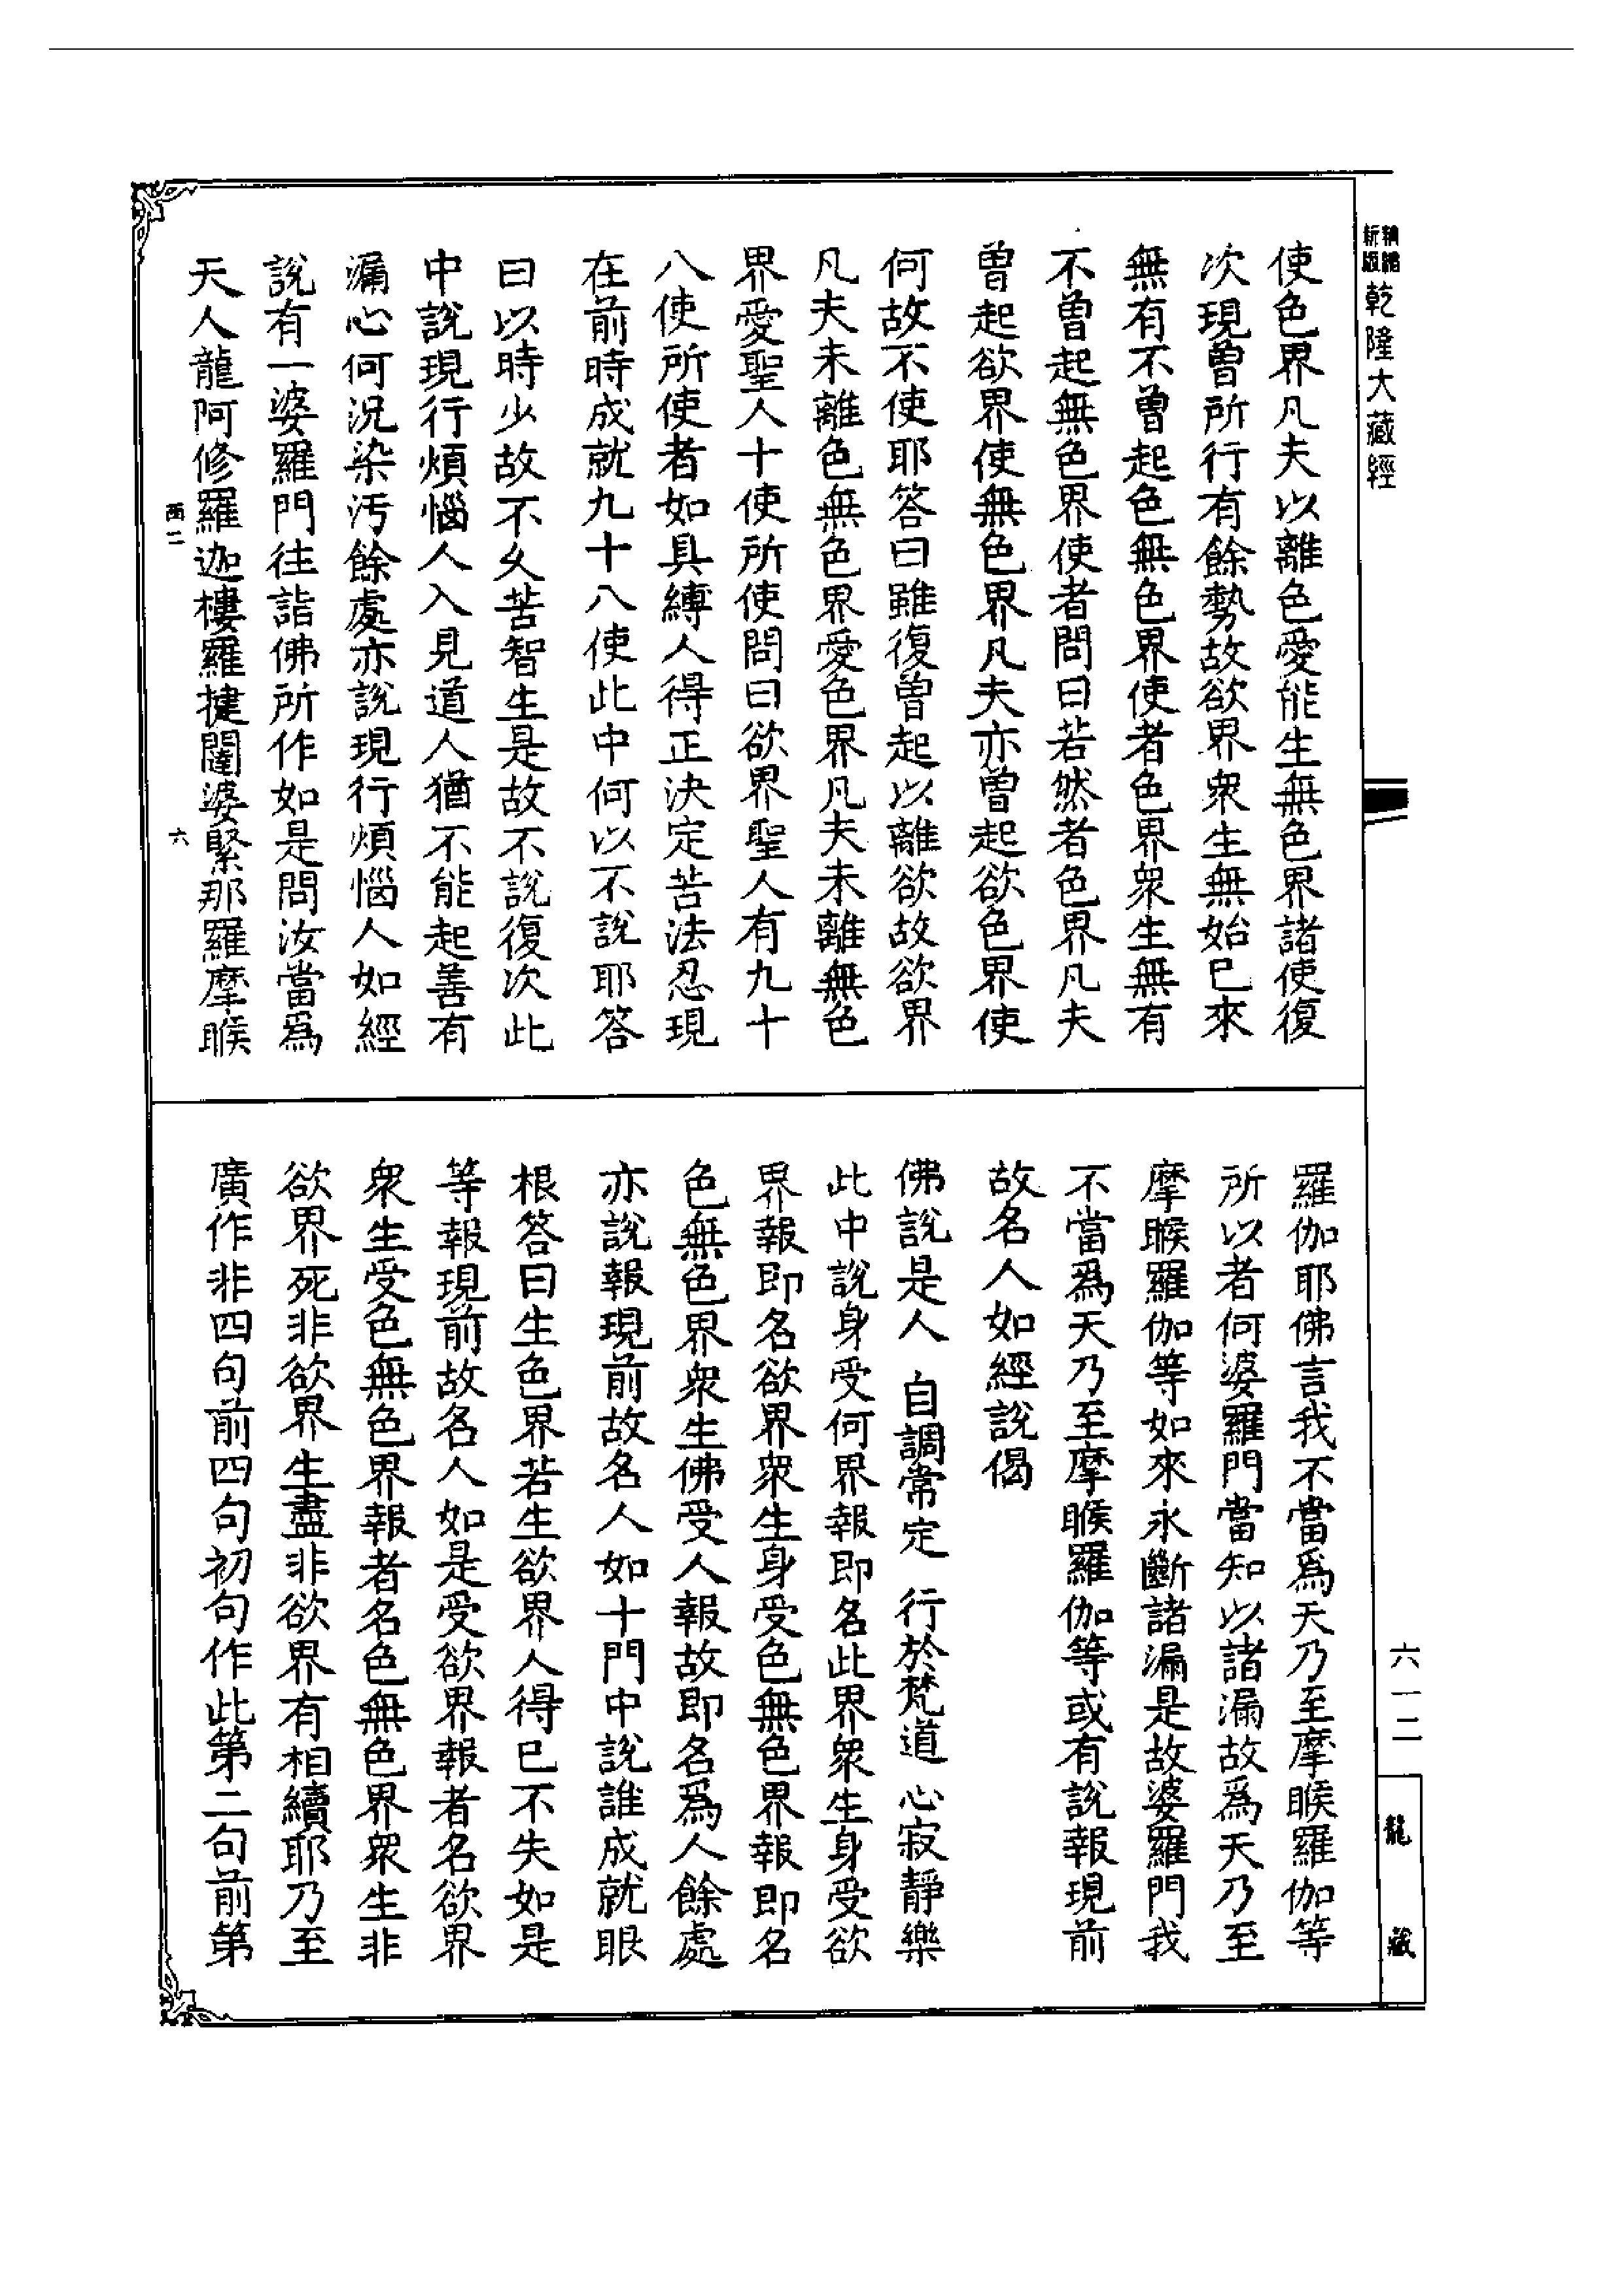 精縮新版乾隆大藏經
使色界凡夫以離色愛能生無色界諸使復
次現曾所行有餘勢故欲界衆生無始已來
無有不曾起色無色界使者色界衆生無有
不曾起無色界使者問曰若然者色界凡夫
曾起欲界使無色界凡夫亦曾起欲色界使
何故不使耶答曰雖復曾起以離欲故欲界
凡夫未離色無色界愛色界凡夫未離無色
界愛聖人十使所使問曰欲界聖人有九十
八使所使者如具縛人得正決定苦法忍現
在前時成就九十八使此中何以不說耶答
曰以時少故不久苦智生是故不說復次此
中說現行煩惱人入見道人猶不能起善有
漏心何況染汚餘處亦說現行煩惱人如經
說有一婆羅門往詣佛所作如是問汝當爲
天人龍阿修羅迦樓羅揵闥婆緊那羅摩睺
西二
六
羅伽耶佛言我不當爲天乃至摩睺羅伽等
所以者何婆羅門當知以諸漏故爲天乃至
摩睺羅伽等如來永斷諸漏是故婆羅門我
不當爲天乃至摩睺羅伽等或有說報現前
故名人如經說偈
佛說是人 自調常定 行於梵道 心寂靜樂
此中說身受何界報即名此界衆生身受欲
界報即名欲界衆生身受色無色界報即名
色無色界衆生佛受人報故即名爲人餘處
亦說報現前故名人如十門中說誰成就眼
根答曰生色界若生欲界人得已不失如是
等報現前故名人如是受欲界報者名欲界
衆生受色無色界報者名色無色界衆生非
欲界死非欲界生盡非欲界有相續耶乃至
廣作非四句前四句初句作此第二句前第
六一二
龍藏